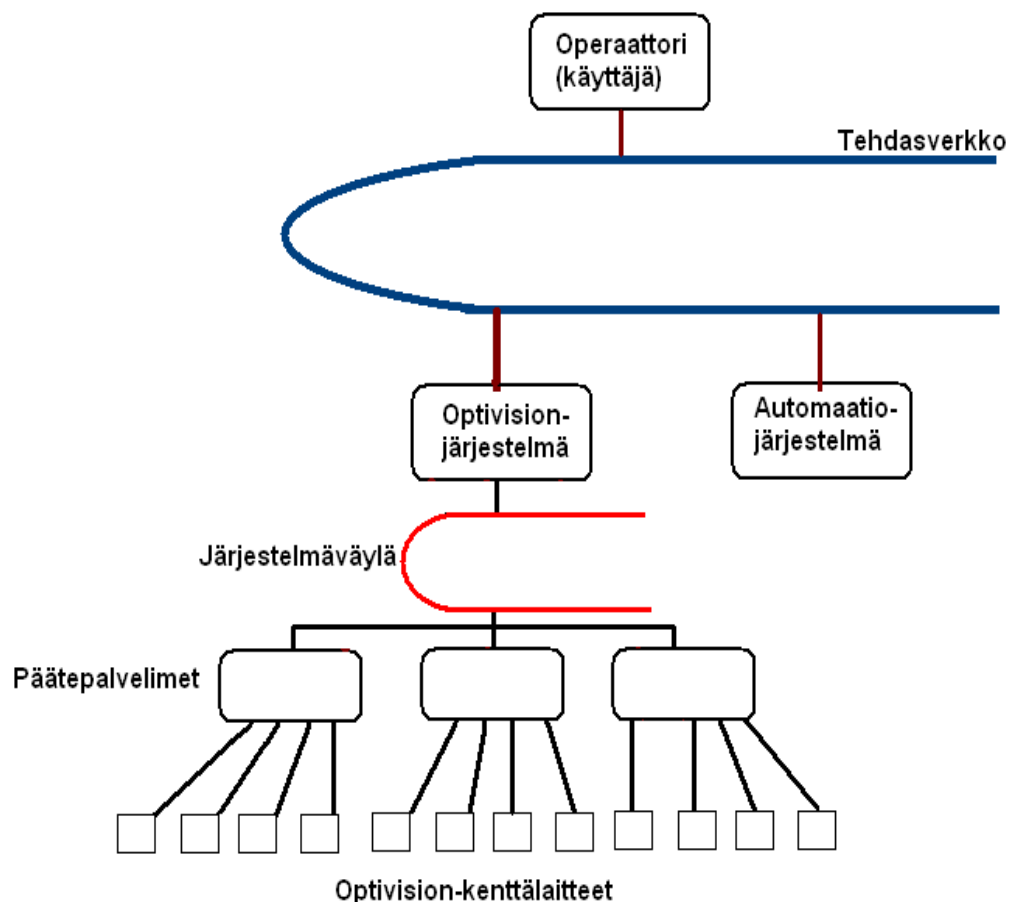 Operaattori
(käyttäjä)
Tehdasverkko
Optivision-
järjestelmä
Automaatio-
järjestelmä
Järjestelmäväylä
Päätepalvelimet
Optivision-kenttälaitteet